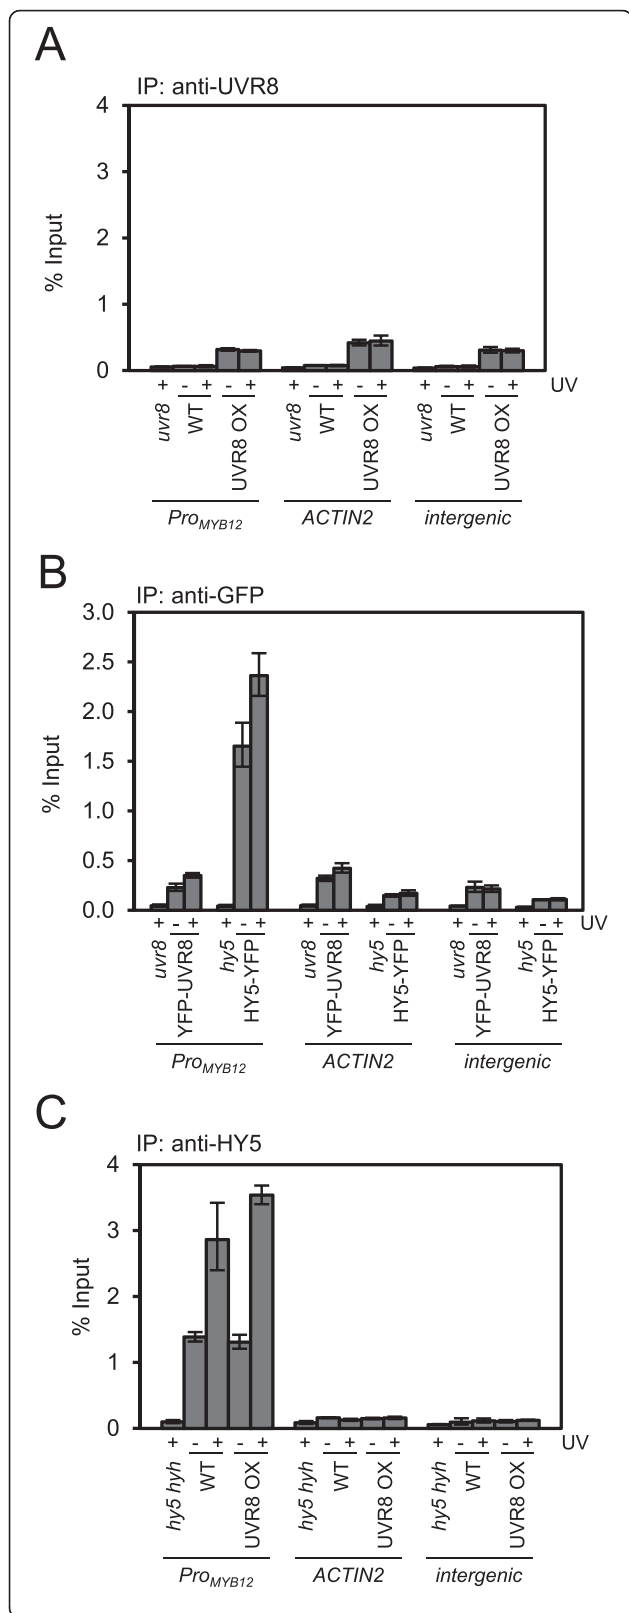 A
IP: anti-UVR8
4
3
2
1
0
% Input
+ - + - + + - + - + + - + - + UV
uvr8 WT UVR8 OX uvr8 WT UVR8 OX uvr8 WT UVR8 OX
ProMYB12 ACTIN2 intergenic
B
IP: anti-GFP
3.0
2.5
2.0
1.5
1.0
0.5
0.0
% Input
+ - + + - + + - + + - + + - + + - + UV
uvr8 YFP-UVR8 hy5 HY5-YFP uvr8 YFP-UVR8 hy5 HY5-YFP uvr8 YFP-UVR8 hy5 HY5-YFP
ProMYB12 ACTIN2 intergenic
C
IP: anti-HY5
4
3
2
1
0
% Input
+ - + - + + - + - + + - + - + UV
hy5 hyh WT UVR8 OX hy5 hyh WT UVR8 OX hy5 hyh WT UVR8 OX
ProMYB12 ACTIN2 intergenic